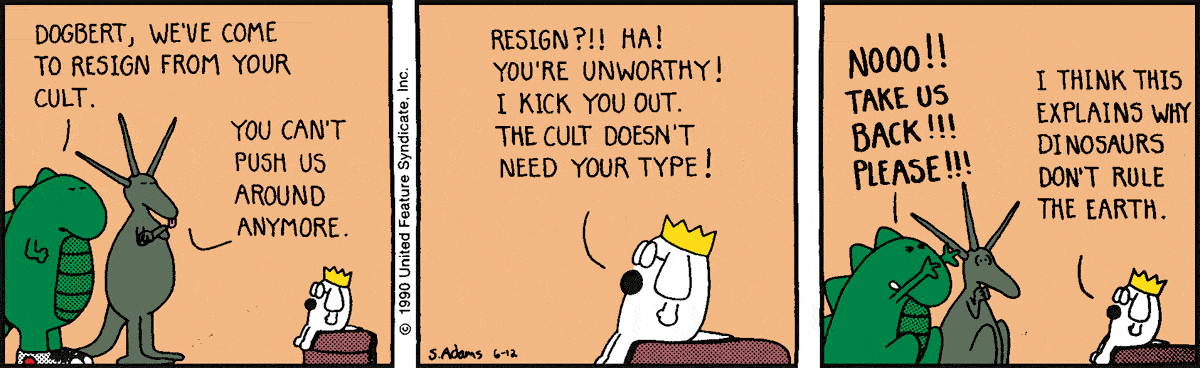 DOGBERT, WE'VE COME
TO RESIGN FROM YOUR
CULT.
YOU CAN'T
PUSH US
AROUND
ANYMORE.
© 1990 United Feature Syndicate, Inc.
RESIGN?!! HA!
YOU'RE UNWORTHY!
I KICK YOU OUT.
THE CULT DOESN'T
NEED YOUR TYPE!
S.Adams 6-12
NOOO!!
TAKE US
BACK!!!
PLEASE!!!
I THINK THIS
EXPLAINS WHY
DINOSAURS
DON'T RULE
THE EARTH.